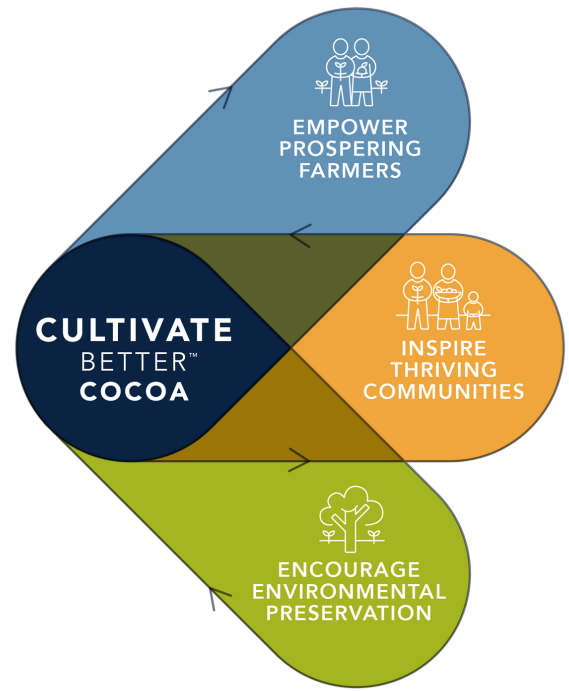 EMPOWER
PROSPERING
FARMERS
CULTIVATE
BETTER™
COCOA
INSPIRE
THRIVING
COMMUNITIES
ENCOURAGE
ENVIRONMENTAL
PRESERVATION